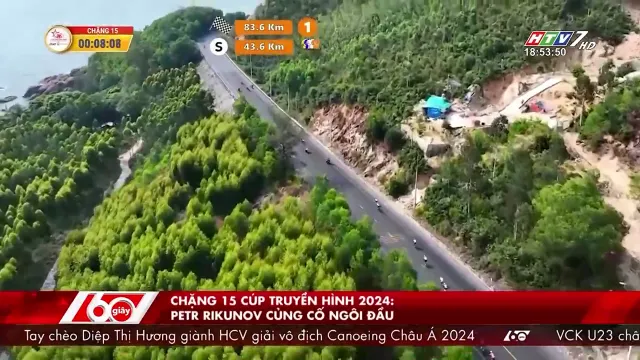 CHẶNG 15
00:08:08
83.6 Km
1
S
43.6 Km
HTV7 HD
18:53:50
60 giây
CHẶNG 15 CÚP TRUYỀN HÌNH 2024:
PETR RIKUNOV CỦNG CỐ NGÔI ĐẦU
Tay chèo Diệp Thị Hương giành HCV giải vô địch Canoeing Châu Á 2024
60
VCK U23 ch